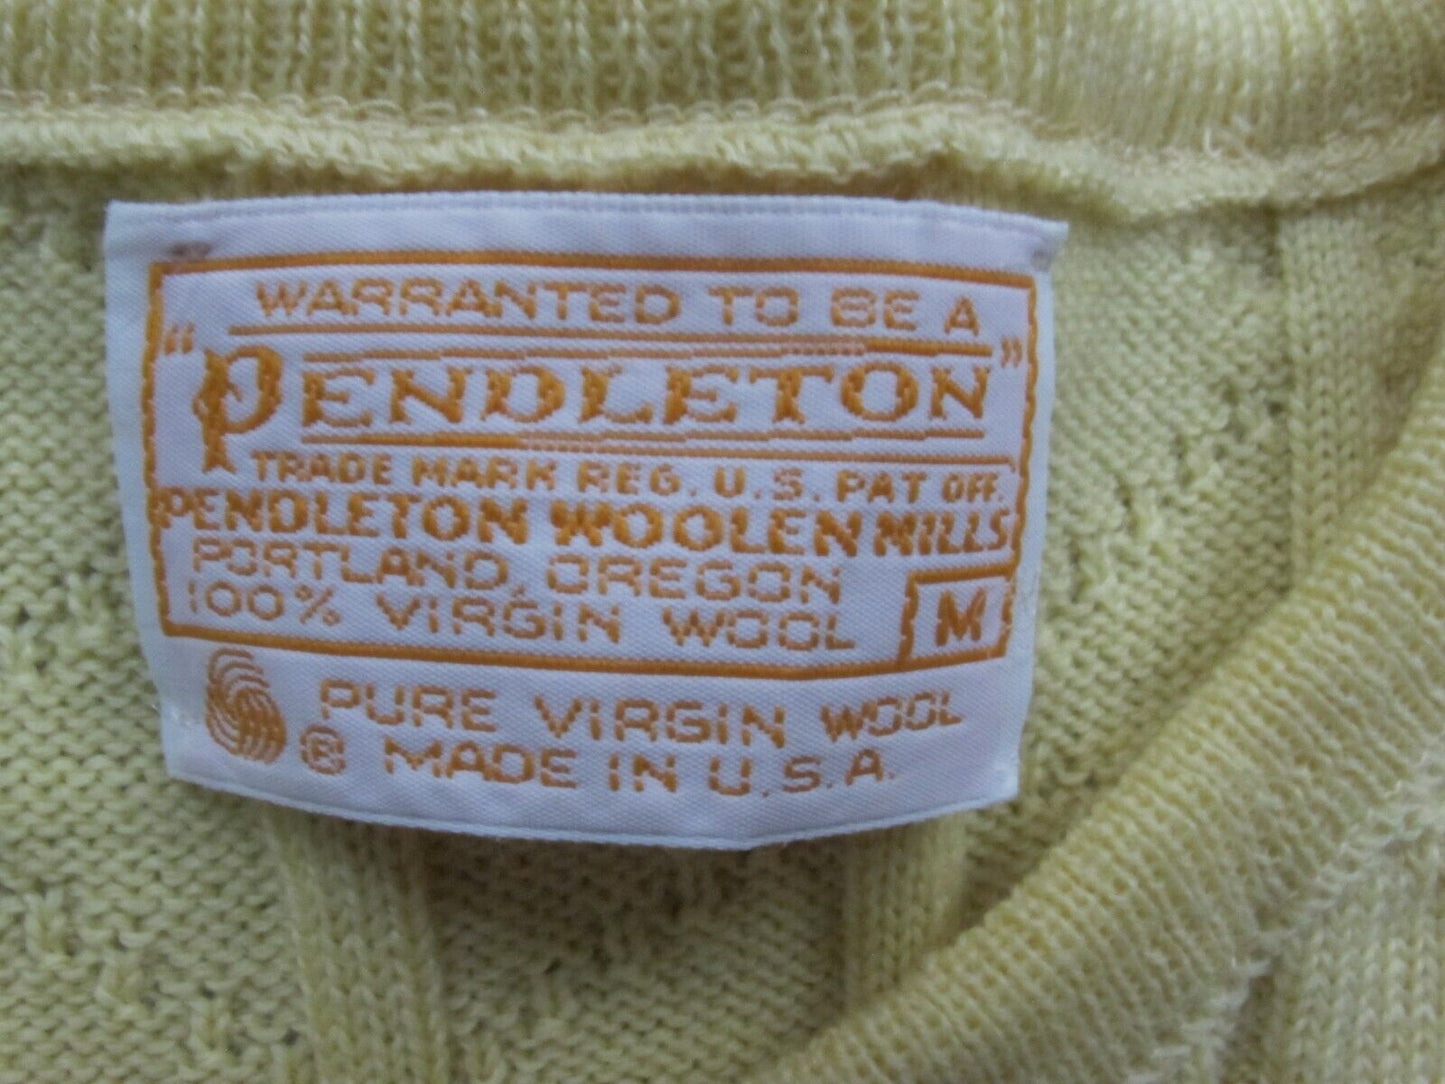 WARRANTED TO BE A
"PENDLETON"
TRADE MARK REG. U.S. PAT OFF.
PENDLETON WOOLEN MILLS
PORTLAND, OREGON
100% VIRGIN WOOL M
PURE VIRGIN WOOL
® MADE IN U.S.A.